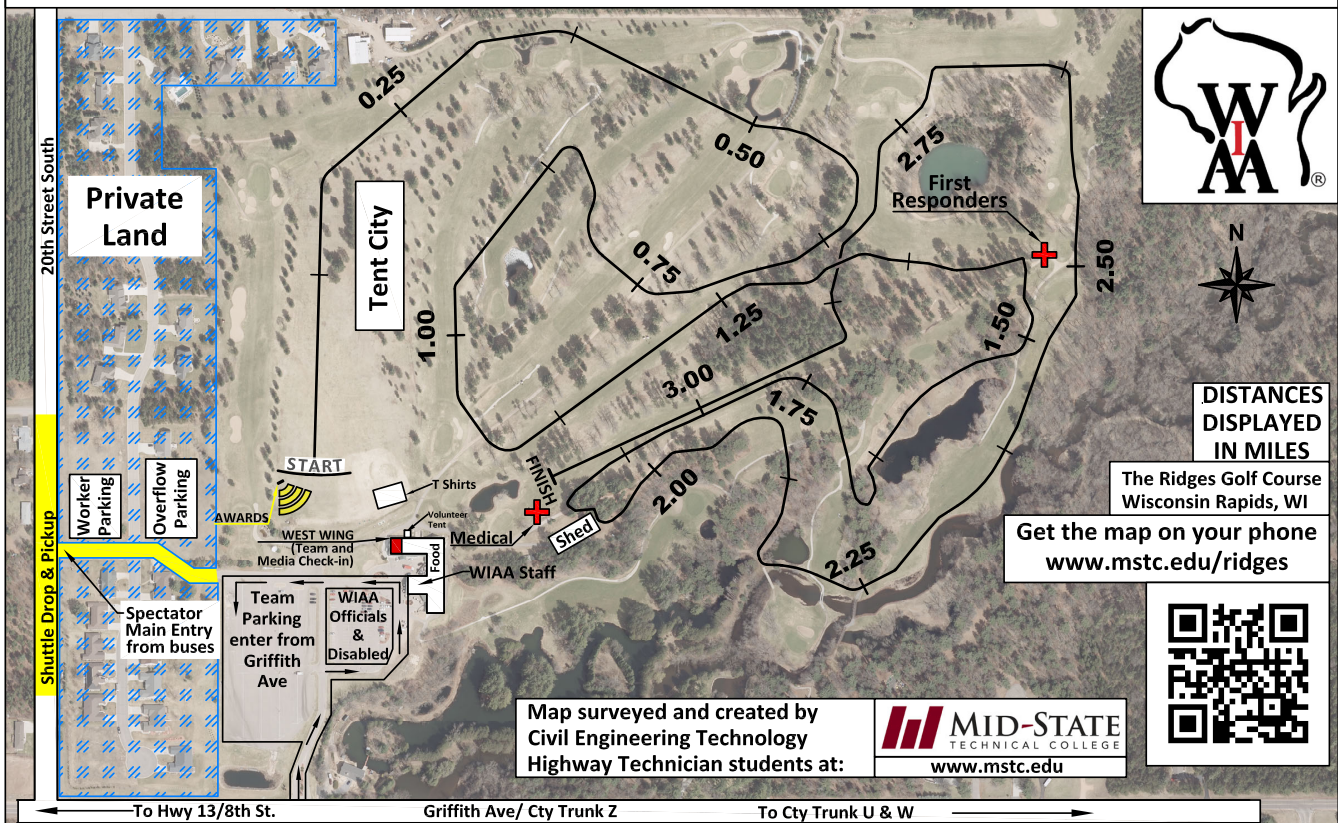 20th Street South
Private
Land
0.25
0.50
2.75
First
Responders
WIAA
®
N
Tent City
0.75
2.50
1.00
1.25
1.50
3.00
1.75
DISTANCES
DISPLAYED
IN MILES
START
FINISH
2.00
The Ridges Golf Course
Wisconsin Rapids, WI
Worker
Parking
Overflow
Parking
T Shirts
AWARDS
Volunteer
Tent
WEST WING
(Team and
Media Check-in)
Medical
Shed
Food
Get the map on your phone
www.mstc.edu/ridges
2.25
WIAA Staff
Shuttle Drop & Pickup
Spectator
Main Entry
from buses
Team
Parking
enter from
Griffith
Ave
WIAA
Officials
&
Disabled
Map surveyed and created by
Civil Engineering Technology
Highway Technician students at:
MID-STATE
TECHNICAL COLLEGE
www.mstc.edu
To Hwy 13/8th St.
Griffith Ave/ Cty Trunk Z
To Cty Trunk U & W